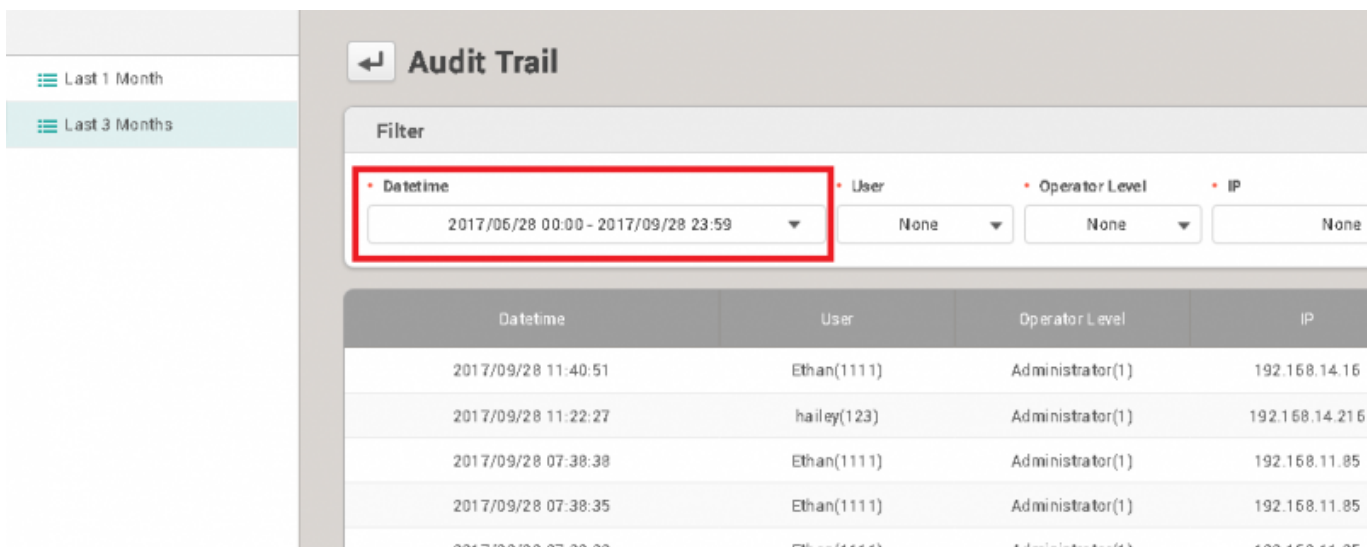 Last 1 Month
Last 3 Months
Audit Trail
Filter
• Datetime • User • Operator Level • IP
2017/06/28 00:00 - 2017/09/28 23:59 None None None
Datetime User Operator Level IP
2017/09/28 11:40:51 Ethan(1111) Administrator(1) 192.168.14.16
2017/09/28 11:22:27 hailey(123) Administrator(1) 192.168.14.216
2017/09/28 07:38:38 Ethan(1111) Administrator(1) 192.168.11.85
2017/09/28 07:38:35 Ethan(1111) Administrator(1) 192.168.11.85